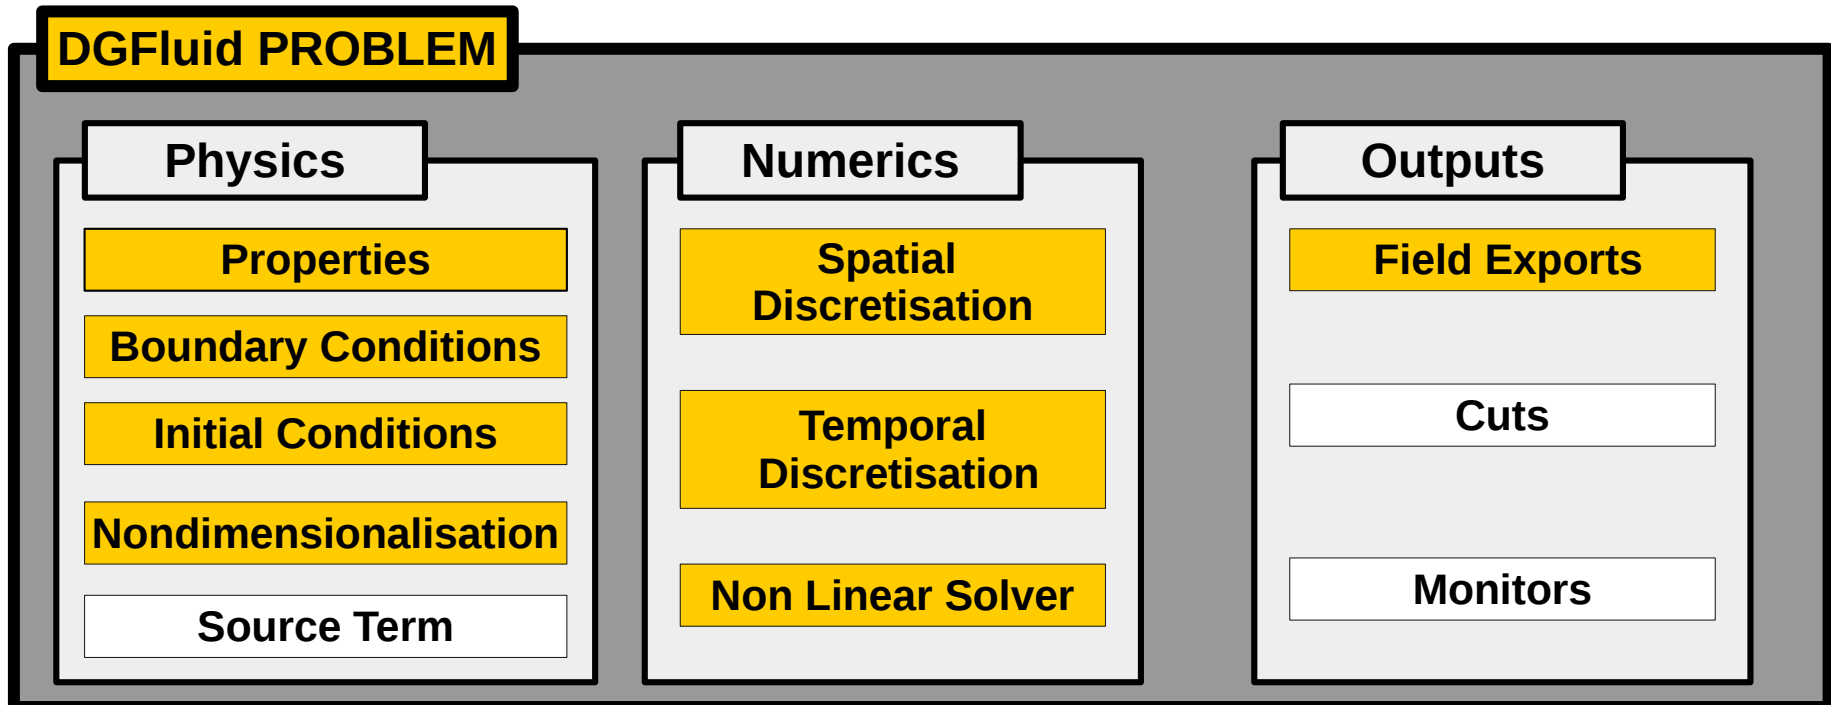 DGFluid PROBLEM
Physics
Properties
Boundary Conditions
Initial Conditions
Nondimensionalisation
Source Term
Numerics
Spatial
Discretisation
Temporal
Discretisation
Non Linear Solver
Outputs
Field Exports
Cuts
Monitors